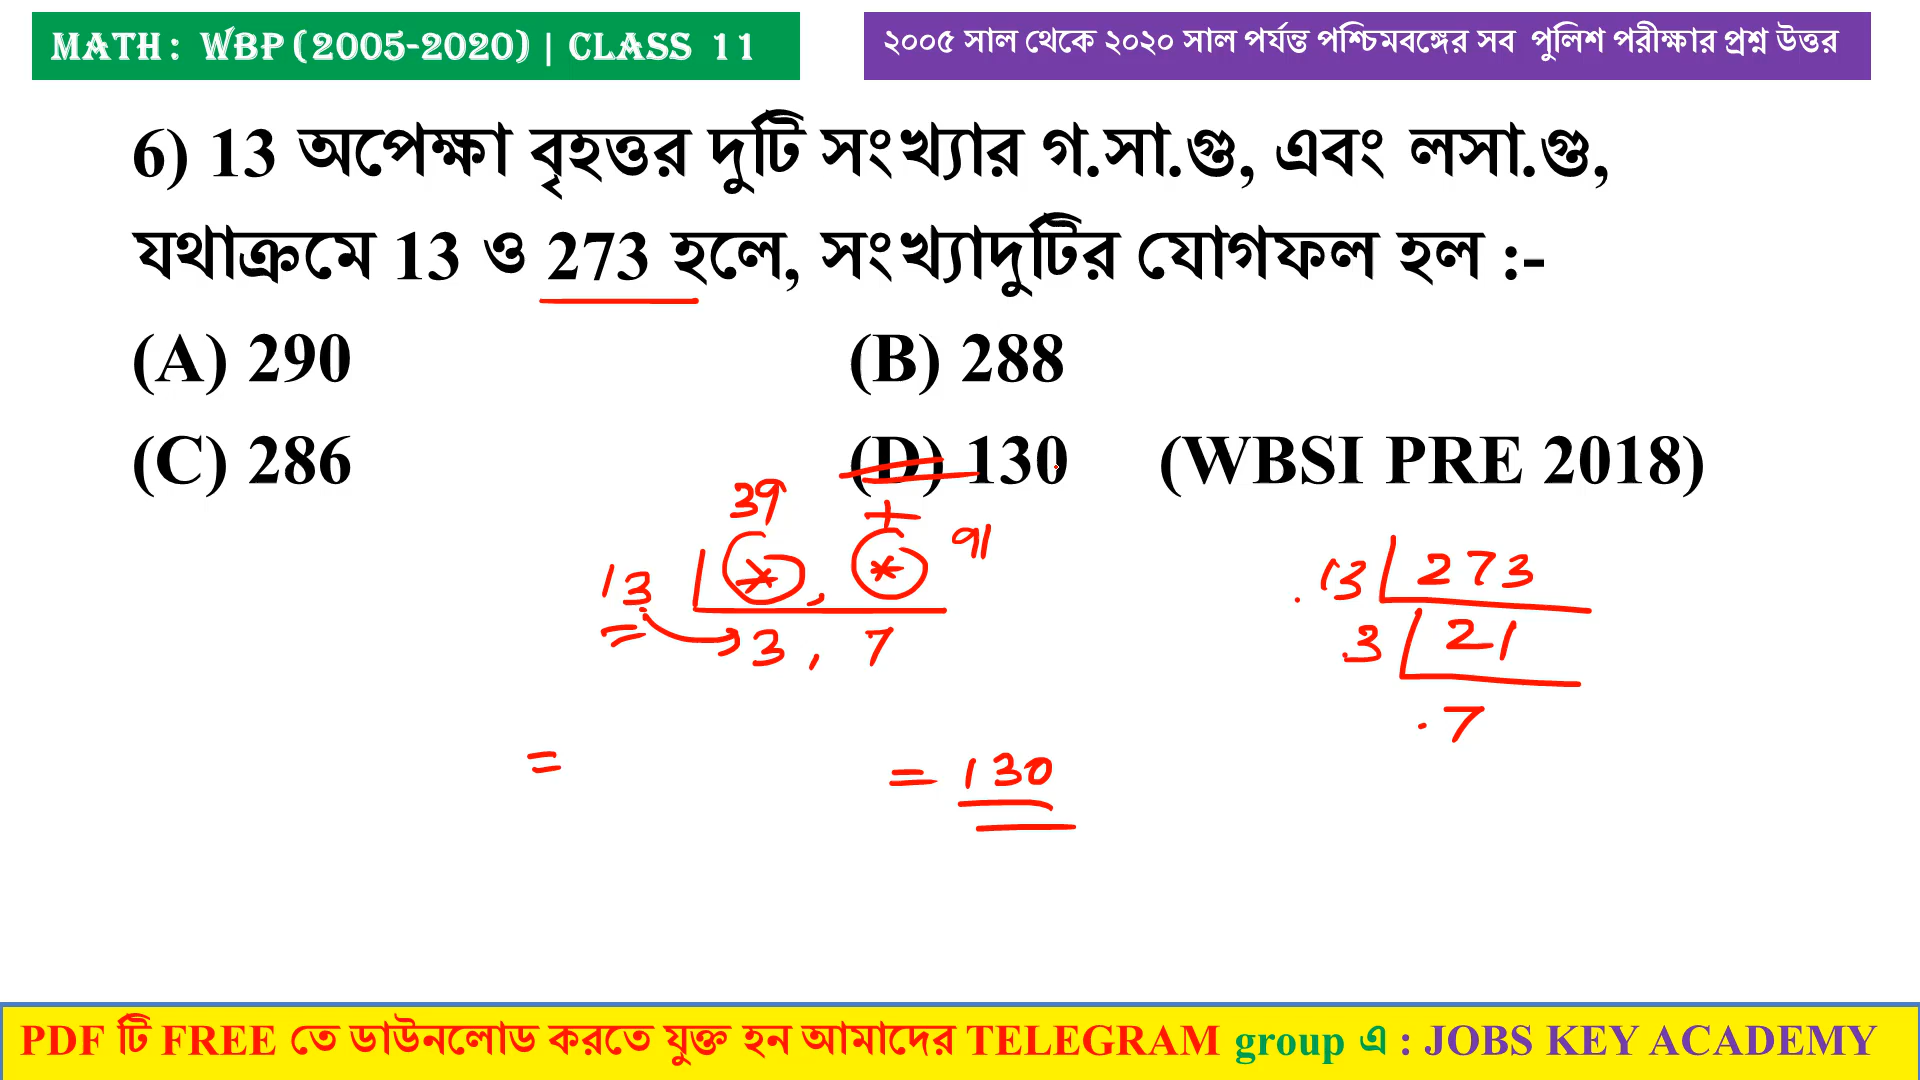 MATH : WBP (2005-2020) | CLASS 11
২০০৫ সাল থেকে ২০২০ সাল পর্যন্ত পশ্চিমবঙ্গের সব পুলিশ পরীক্ষার প্রশ্ন উত্তর
6) 13 অপেক্ষা বৃহত্তর দুটি সংখ্যার গ.সা.গু, এবং লসা.গু,
যথাক্রমে 13 ও 273 হলে, সংখ্যাদুটির যোগফল হল :-
(A) 290 (B) 288
(C) 286 (D) 130 (WBSI PRE 2018)
39 + 91
13 * , *
3 , 7
13 273
3 21
7
=
= 130
PDF টি FREE তে ডাউনলোড করতে যুক্ত হন আমাদের TELEGRAM group এ : JOBS KEY ACADEMY